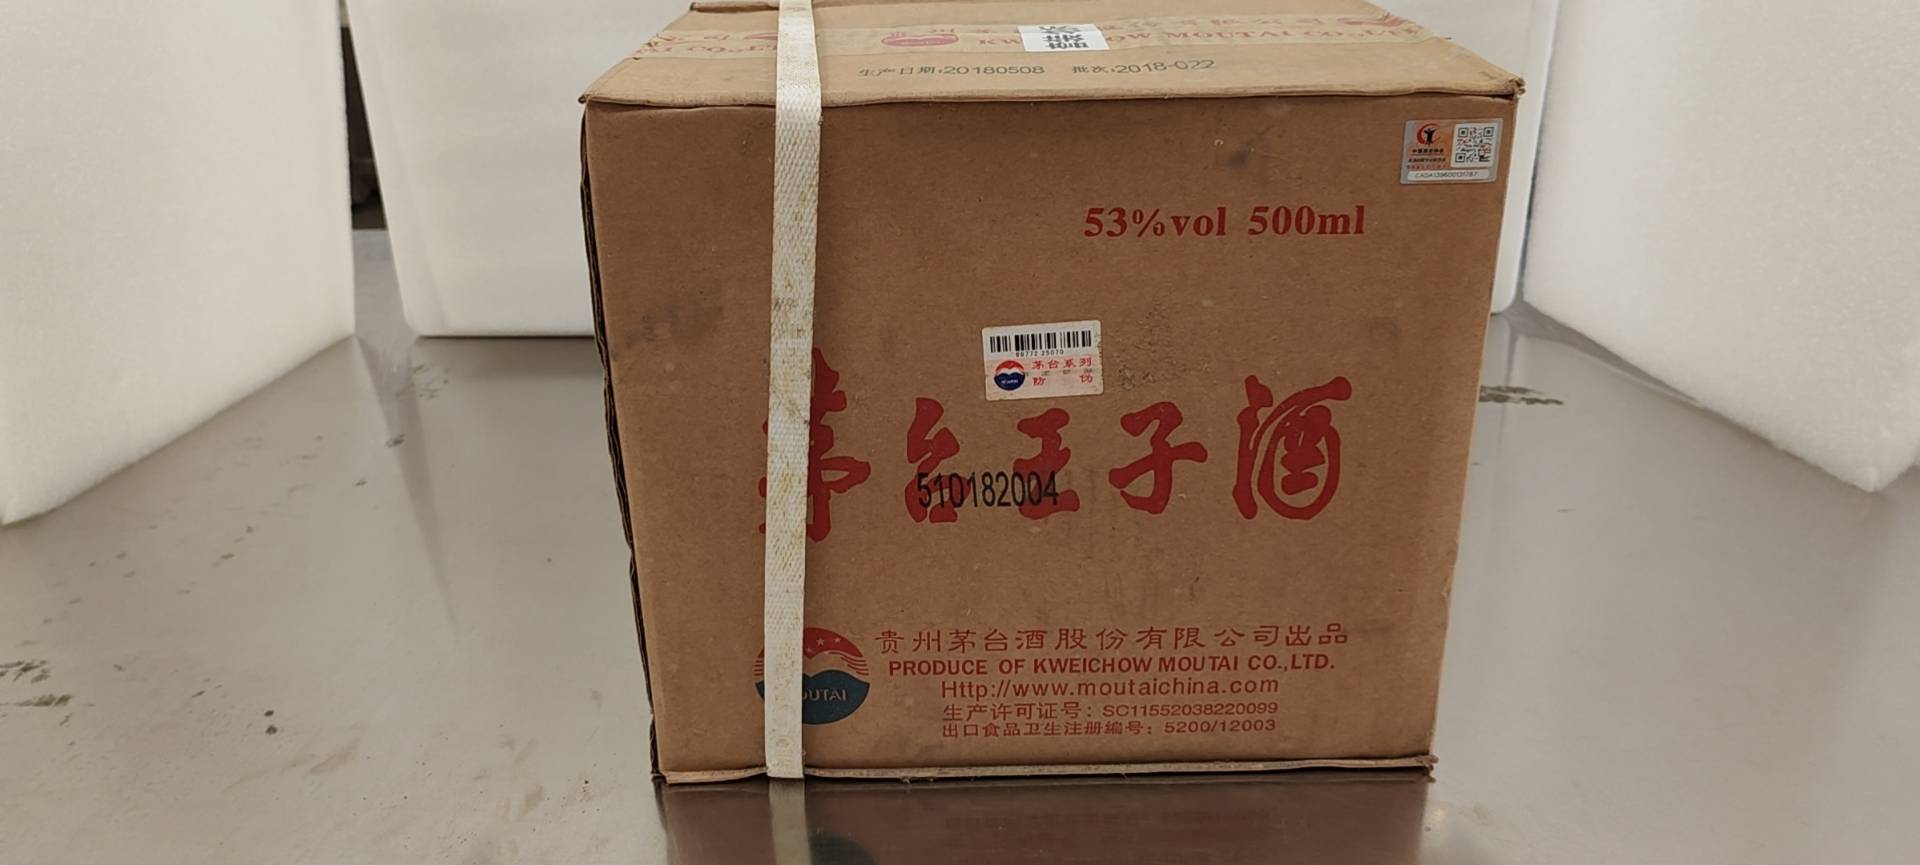 KWEICHOW MOUTAI CO.,LTD
生产日期:20180508 批次:2018-022
53%vol 500ml
69772 25070
茅台系列
防伪
茅台王子酒
510182004
贵州茅台酒股份有限公司出品
PRODUCE OF KWEICHOW MOUTAI CO.,LTD.
Http://www.moutaichina.com
生产许可证号：SC11552038220099
出口食品卫生注册编号：5200/12003